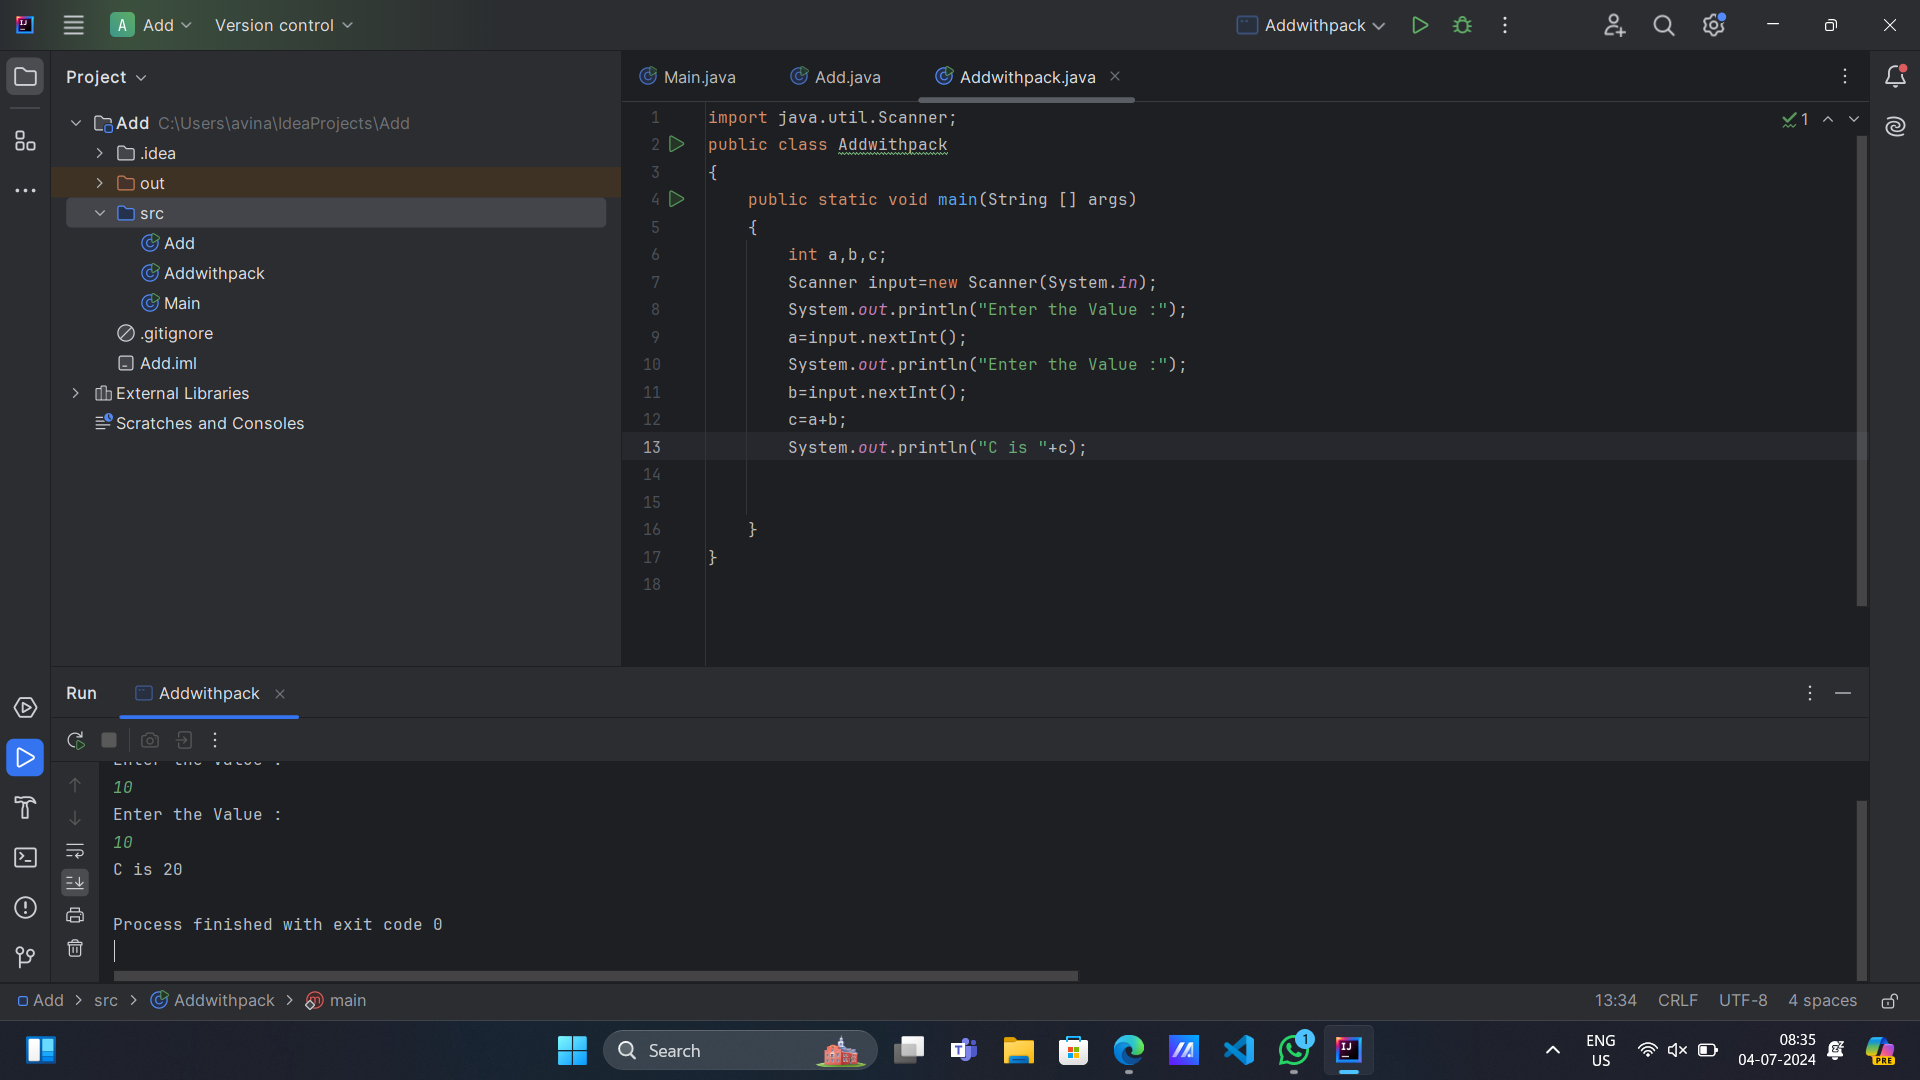 A Add Version control Addwithpack
Project
Main.java Add.java Addwithpack.java
Add C:\Users\avina\IdeaProjects\Add
.idea
out
src
Add
Addwithpack
Main
.gitignore
Add.iml
External Libraries
Scratches and Consoles
1 import java.util.Scanner;
2 public class Addwithpack
3 {
4 public static void main(String [] args)
5 {
6 int a,b,c;
7 Scanner input=new Scanner(System.in);
8 System.out.println("Enter the Value :");
9 a=input.nextInt();
10 System.out.println("Enter the Value :");
11 b=input.nextInt();
12 c=a+b;
13 System.out.println("C is "+c);
14
15
16 }
17 }
18
1
Run Addwithpack
Enter the Value :
10
Enter the Value :
10
C is 20
Process finished with exit code 0
Add > src > Addwithpack > main
13:34 CRLF UTF-8 4 spaces
Search
1
ENG
US
08:35
04-07-2024
PRE